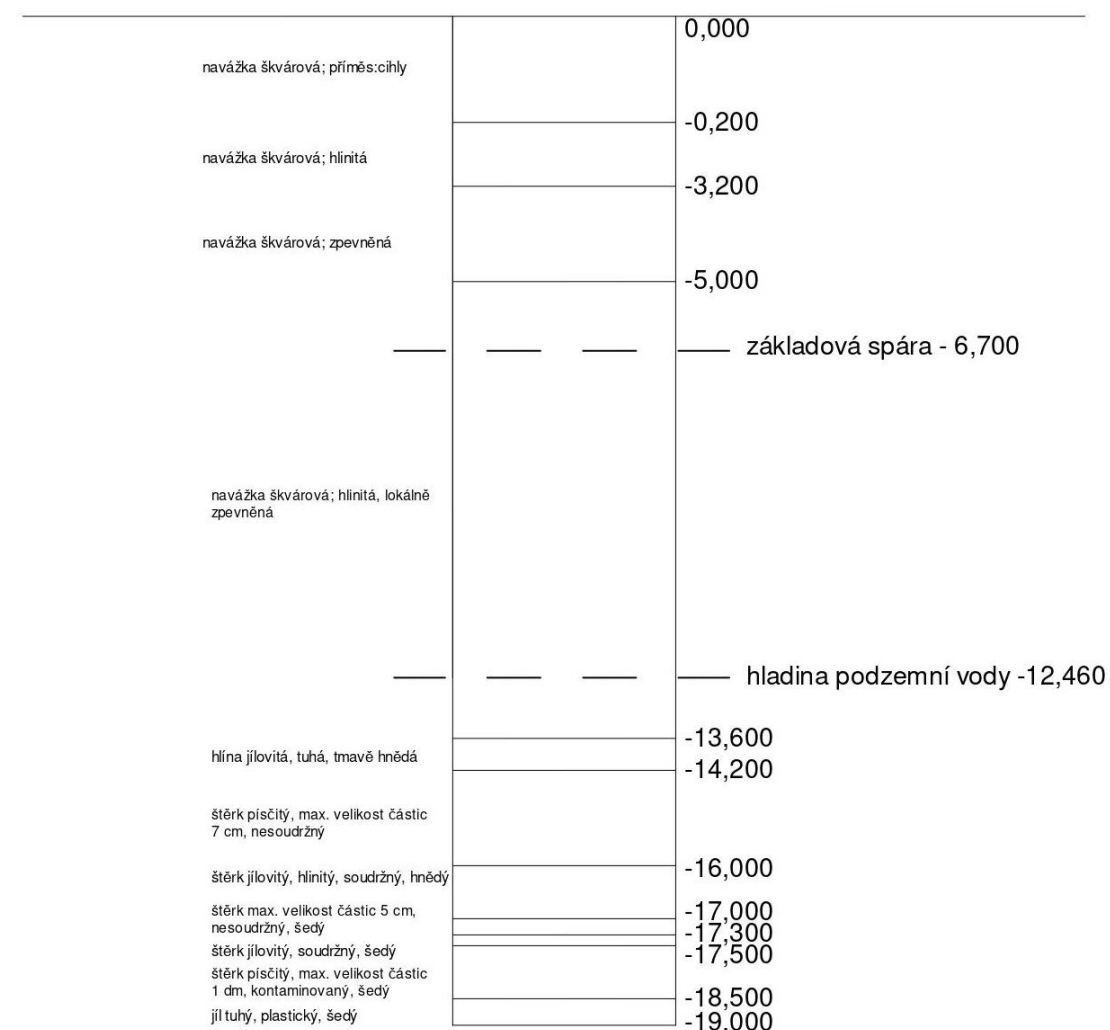 0,000
navážka škvárová; příměs:cihly
-0,200
navážka škvárová; hlinitá
-3,200
navážka škvárová; zpevněná
-5,000
základová spára - 6,700
navážka škvárová; hlinitá, lokálně
zpevněná
hladina podzemní vody -12,460
-13,600
hlína jílovitá, tuhá, tmavě hnědá
-14,200
štěrk písčitý, max. velikost částic
7 cm, nesoudržný
-16,000
štěrk jílovitý, hlinitý, soudržný, hnědý
-17,000
štěrk max. velikost částic 5 cm,
nesoudržný, šedý
-17,300
štěrk jílovitý, soudržný, šedý
-17,500
štěrk písčitý, max. velikost částic
1 dm, kontaminovaný, šedý
-18,500
jíl tuhý, plastický, šedý
-19,000